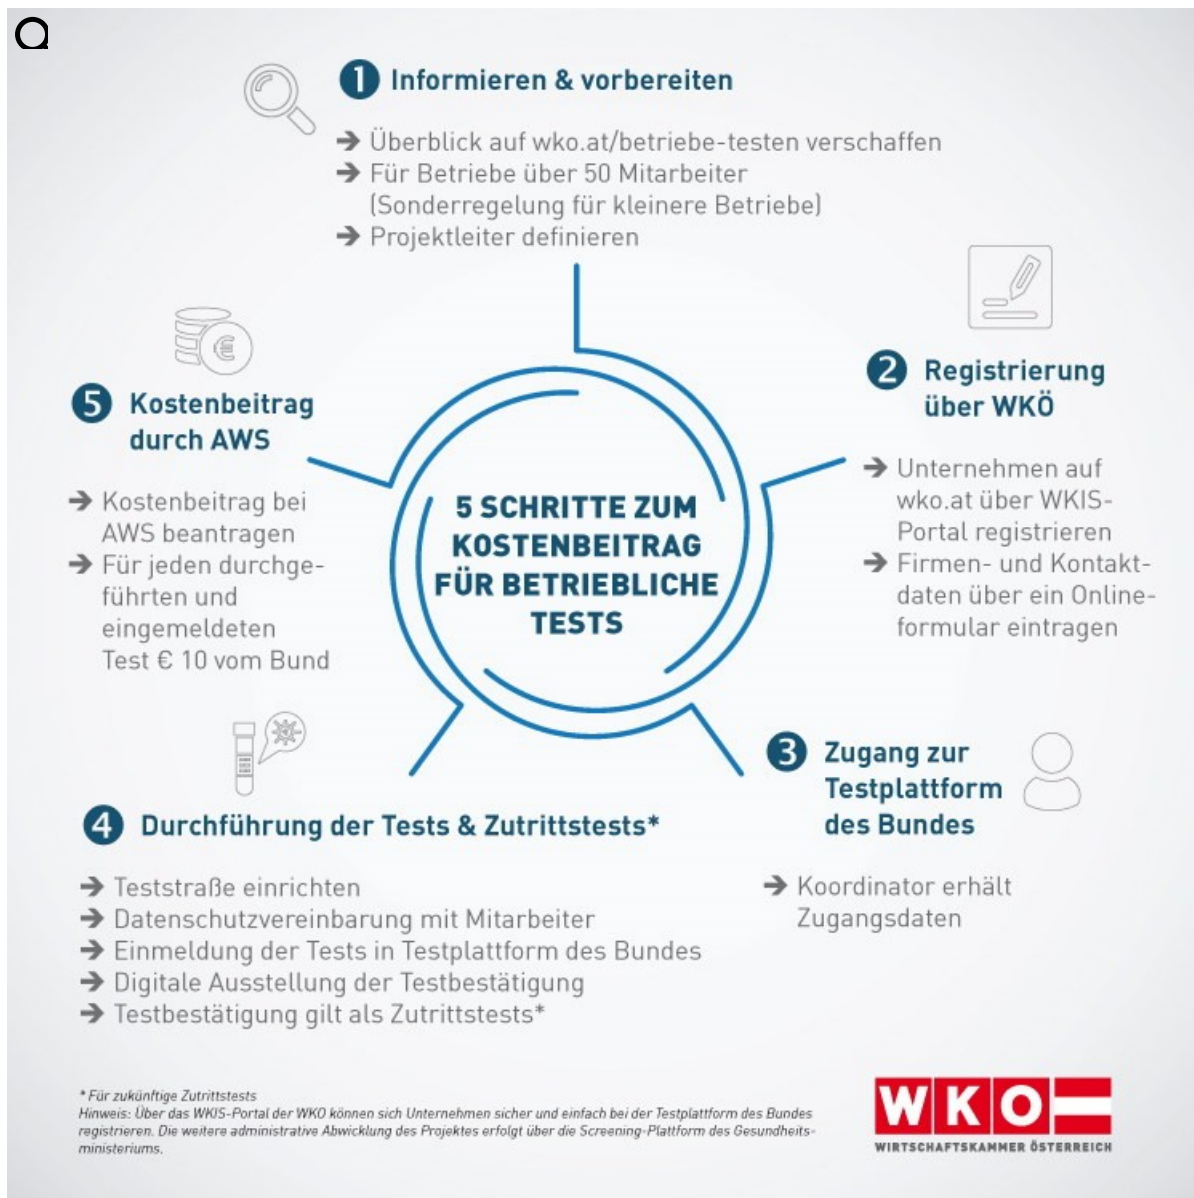 1 Informieren & vorbereiten
→ Überblick auf wko.at/betriebe-testen verschaffen
→ Für Betriebe über 50 Mitarbeiter
(Sonderregelung für kleinere Betriebe)
→ Projektleiter definieren
2 Registrierung
über WKÖ
→ Unternehmen auf
wko.at über WKIS-
Portal registrieren
→ Firmen- und Kontakt-
daten über ein Online-
formular eintragen
5 SCHRITTE ZUM
KOSTENBEITRAG
FÜR BETRIEBLICHE
TESTS
3 Zugang zur
Testplattform
des Bundes
→ Koordinator erhält
Zugangsdaten
4 Durchführung der Tests & Zutrittstests*
→ Teststraße einrichten
→ Datenschutzvereinbarung mit Mitarbeiter
→ Einmeldung der Tests in Testplattform des Bundes
→ Digitale Ausstellung der Testbestätigung
→ Testbestätigung gilt als Zutrittstests*
5 Kostenbeitrag
durch AWS
→ Kostenbeitrag bei
AWS beantragen
→ Für jeden durchge-
führten und
eingemeldeten
Test € 10 vom Bund
* Für zukünftige Zutrittstests
Hinweis: Über das WKIS-Portal der WKO können sich Unternehmen sicher und einfach bei der Testplattform des Bundes
registrieren. Die weitere administrative Abwicklung des Projektes erfolgt über die Screening-Plattform des Gesundheits-
ministeriums.
WKO
WIRTSCHAFTSKAMMER ÖSTERREICH